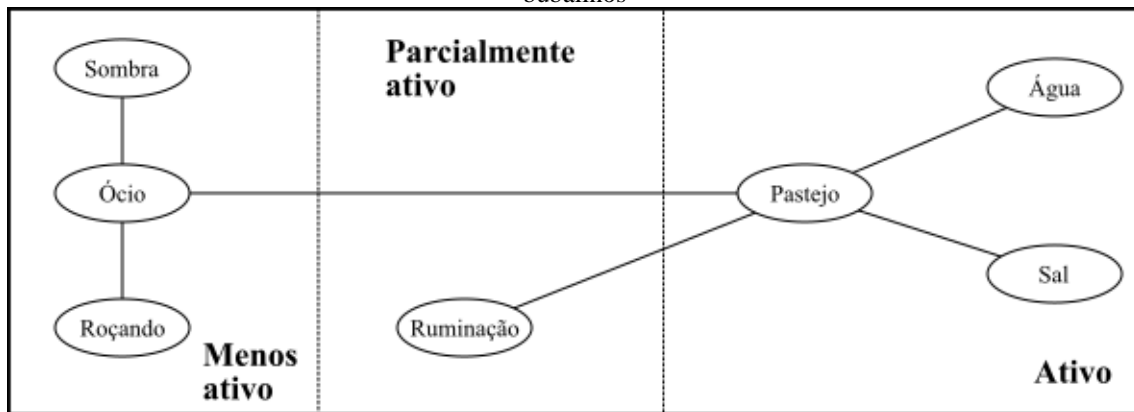 Sombra
Parcialmente
ativo
Água
Ócio
Pastejo
Sal
Roçando
Ruminação
Menos
ativo
Ativo